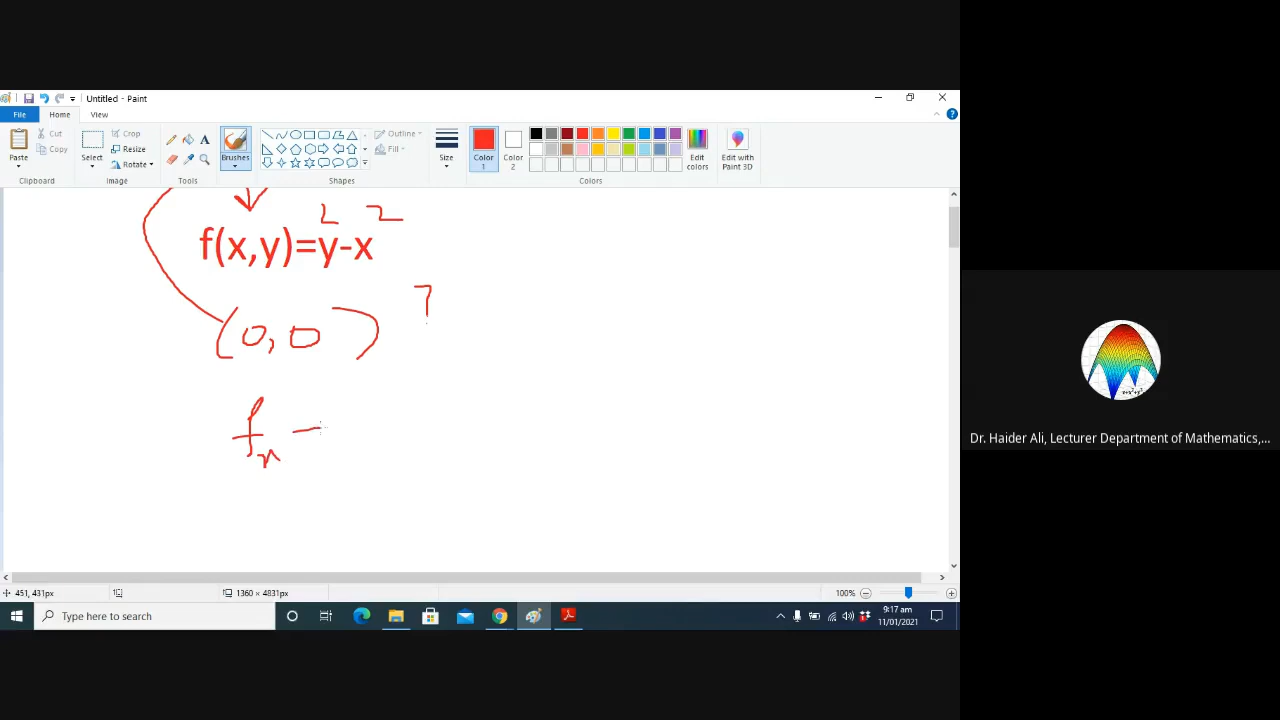 Untitled - Paint
File Home View
Paste
Cut
Copy
Clipboard
Select
Crop
Resize
Rotate
Image
Tools
Brushes
Shapes
Outline
Fill
Size
Color 1
Color 2
Colors
Edit colors
Edit with Paint 3D
f(x,y)=y²-x²
(0,0) ?
fₓ -
451, 431px
1360 × 4831px
100%
Type here to search
9:17 am
11/01/2021
Dr. Haider Ali, Lecturer Department of Mathematics,...